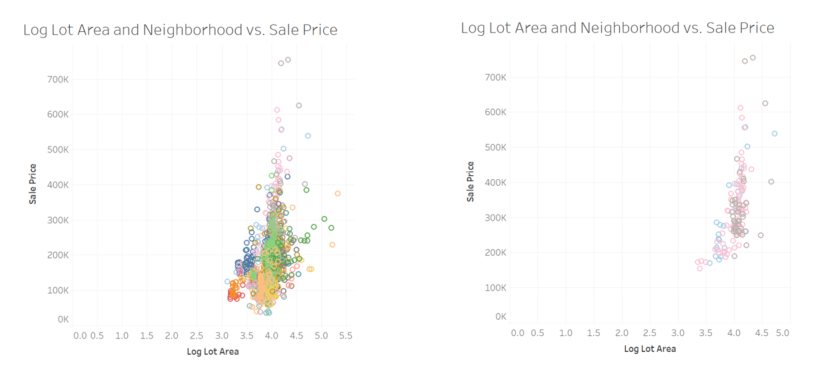 Log Lot Area and Neighborhood vs. Sale Price
700K
600K
500K
400K
300K
200K
100K
0K
Sale Price
0.0 0.5 1.0 1.5 2.0 2.5 3.0 3.5 4.0 4.5 5.0 5.5
Log Lot Area
Log Lot Area and Neighborhood vs. Sale Price
700K
600K
500K
400K
300K
200K
100K
0K
Sale Price
0.0 0.5 1.0 1.5 2.0 2.5 3.0 3.5 4.0 4.5 5.0
Log Lot Area